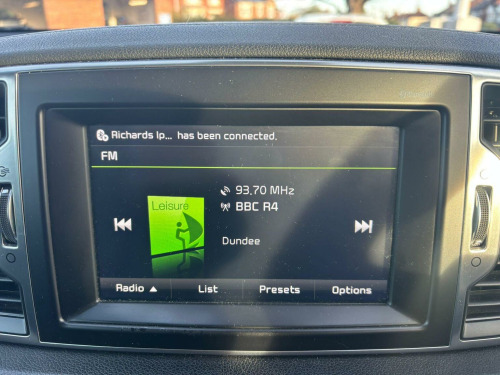 Richards Ip... has been connected.
FM
93.70 MHz
BBC R4
Leisure
Dundee
Radio ▲ List Presets Options